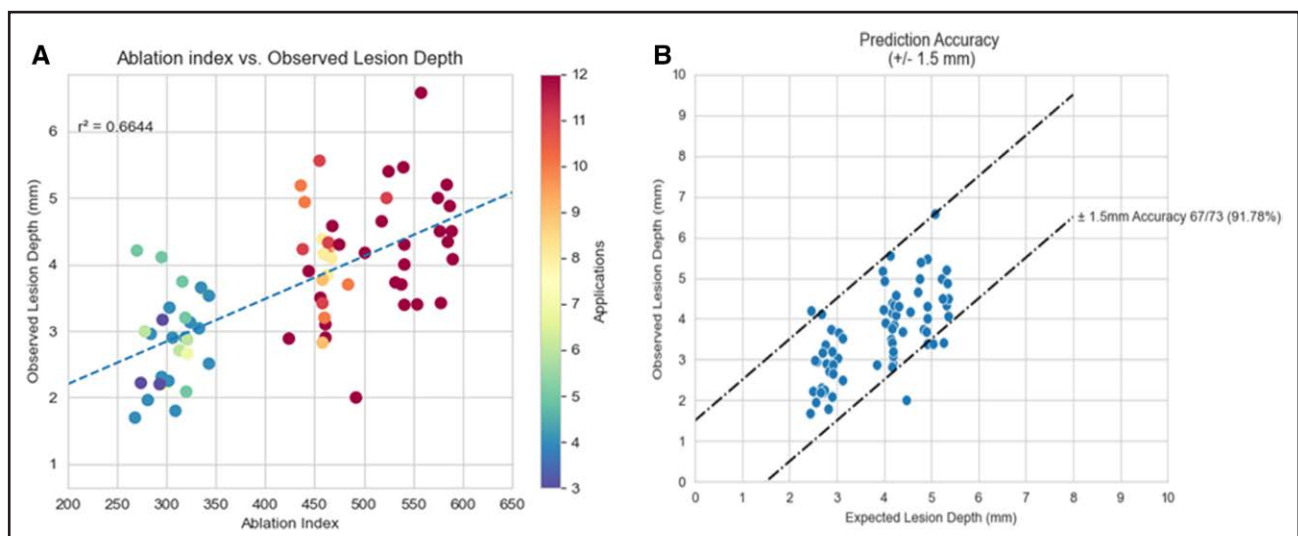 A
Ablation index vs. Observed Lesion Depth
r² = 0.6644
Observed Lesion Depth (mm)
6
5
4
3
2
1
200 250 300 350 400 450 500 550 600 650
Ablation Index
12
11
10
9
8
7
6
5
4
3
Applications
B
Prediction Accuracy
(+/- 1.5 mm)
Observed Lesion Depth (mm)
10
9
8
7
6
5
4
3
2
1
0
± 1.5mm Accuracy 67/73 (91.78%)
0 1 2 3 4 5 6 7 8 9 10
Expected Lesion Depth (mm)